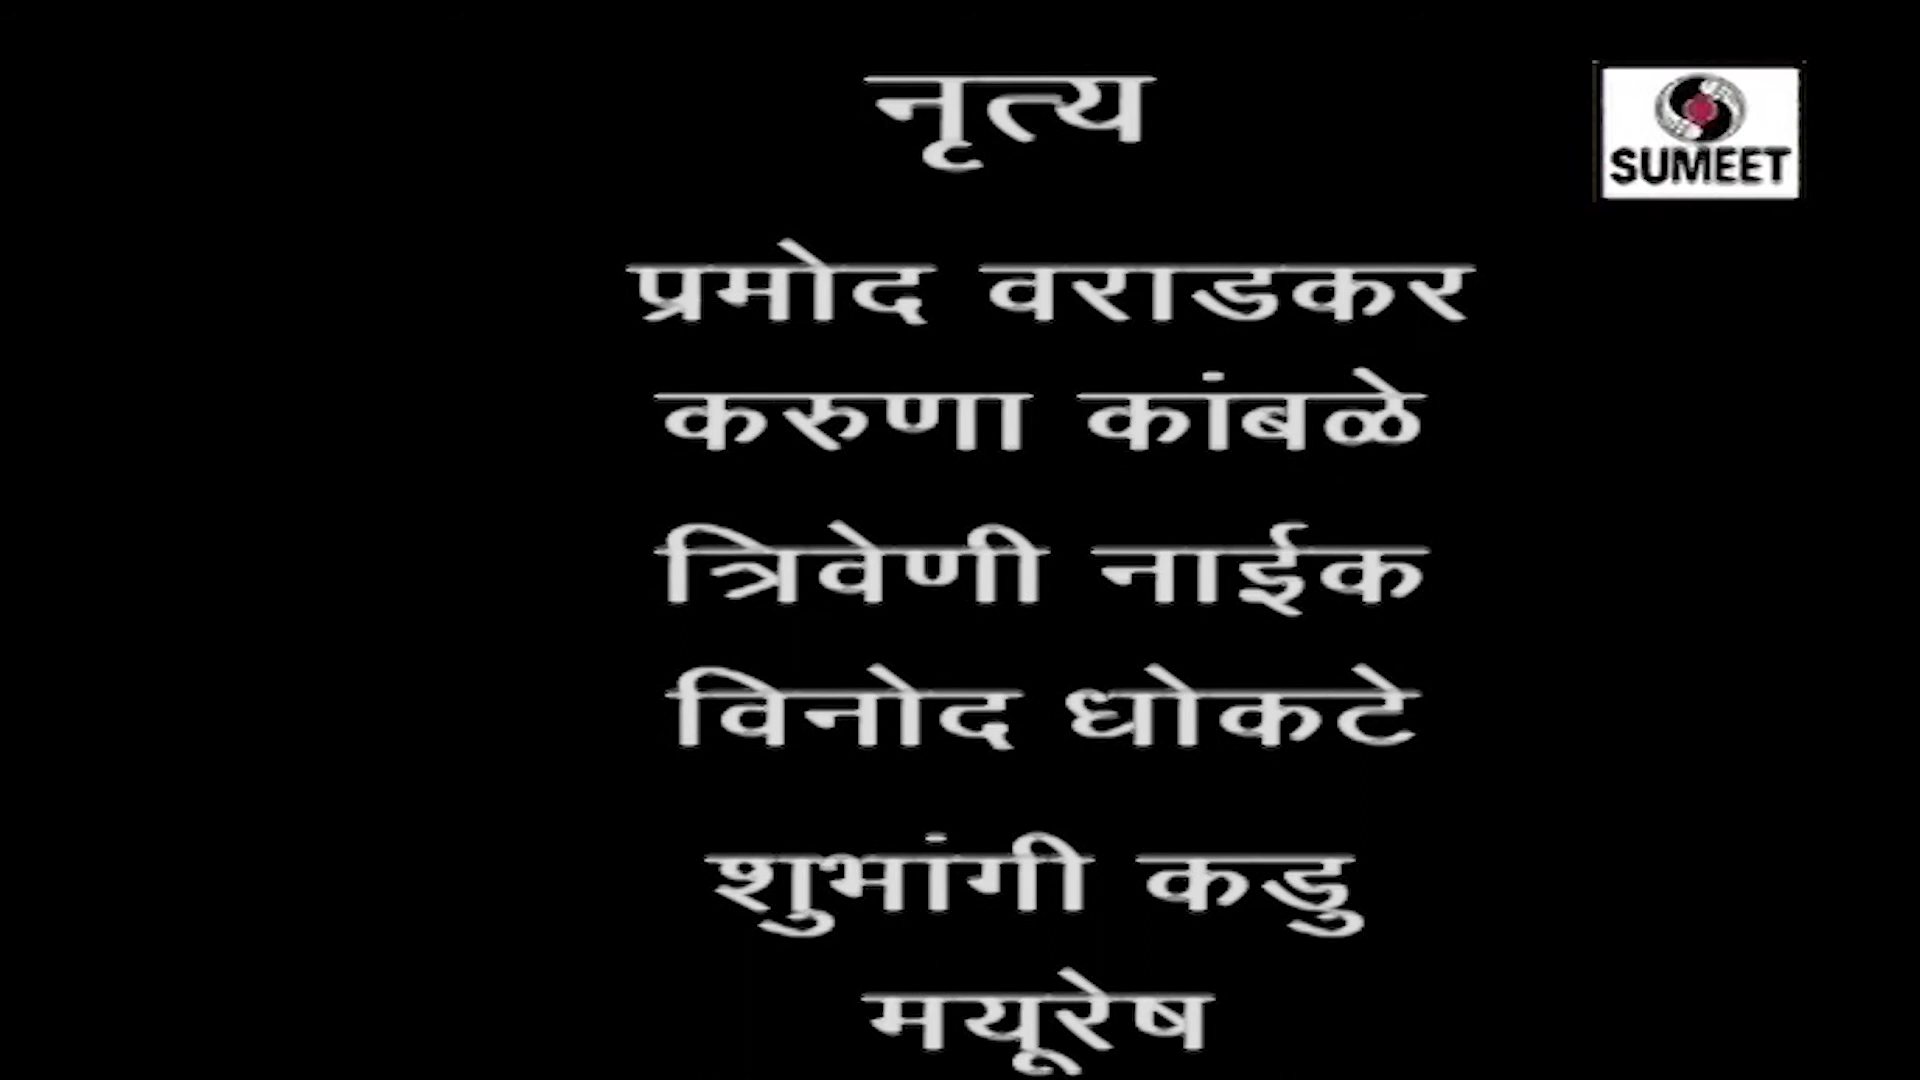 नृत्य
SUMEET
प्रमोद वराडकर
करुणा कांबळे
त्रिवेणी नाईक
विनोद धोकटे
शुभांगी कडु
मयूरेष